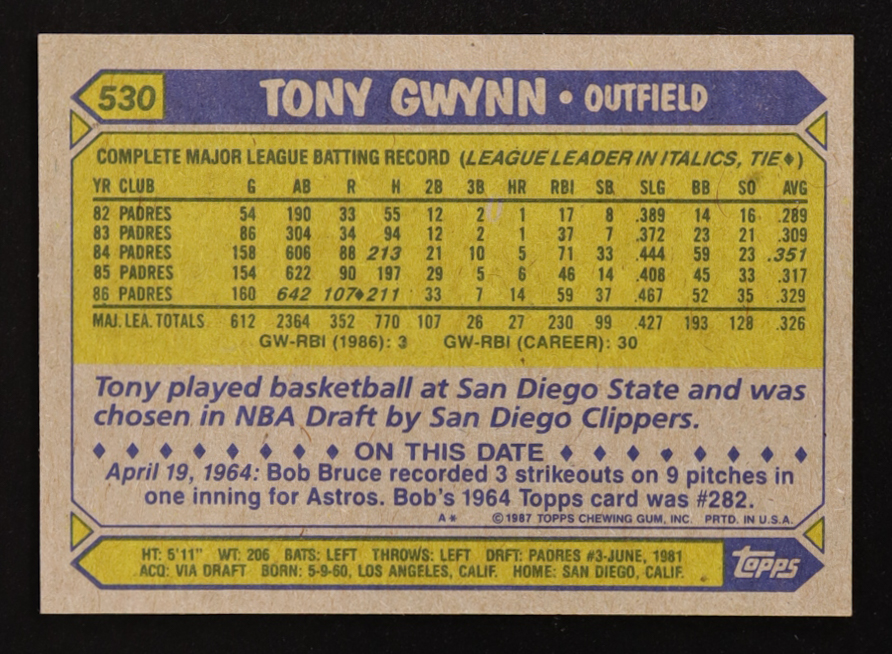 530 TONY GWYNN • OUTFIELD
COMPLETE MAJOR LEAGUE BATTING RECORD (LEAGUE LEADER IN ITALICS, TIE♦)
YR CLUB G AB R H 2B 3B HR RBI SB SLG BB SO AVG
82 PADRES 54 190 33 55 12 2 1 17 8 .389 14 16 .289
83 PADRES 86 304 34 94 12 2 1 37 7 .372 23 21 .309
84 PADRES 158 606 88 213 21 10 5 71 33 .444 59 23 .351
85 PADRES 154 622 90 197 29 5 6 46 14 .408 45 33 .317
86 PADRES 160 642 107♦ 211 33 7 14 59 37 .467 52 35 .329
MAJ. LEA. TOTALS 612 2364 352 770 107 26 27 230 99 .427 193 128 .326
GW-RBI (1986): 3 GW-RBI (CAREER): 30
Tony played basketball at San Diego State and was
chosen in NBA Draft by San Diego Clippers.
♦ ♦ ♦ ♦ ♦ ♦ ♦ ♦ ON THIS DATE ♦ ♦ ♦ ♦ ♦ ♦ ♦ ♦
April 19, 1964: Bob Bruce recorded 3 strikeouts on 9 pitches in
one inning for Astros. Bob's 1964 Topps card was #282.
A* ©1987 TOPPS CHEWING GUM, INC. PRTD. IN U.S.A.
HT: 5'11" WT: 206 BATS: LEFT THROWS: LEFT DRFT: PADRES #3-JUNE, 1981
ACQ: VIA DRAFT BORN: 5-9-60, LOS ANGELES, CALIF. HOME: SAN DIEGO, CALIF.
topps